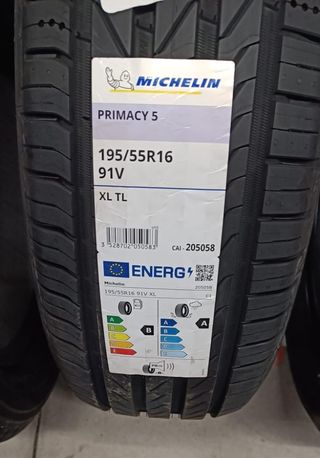 MICHELIN
PRIMACY 5
195/55R16
91V
XL TL
3 528702 050583
CAI - 205058
ENERG
Michelin
205058
195/55R16 91V XL
A
B
C
D
E
B
A
B
C
D
E
A